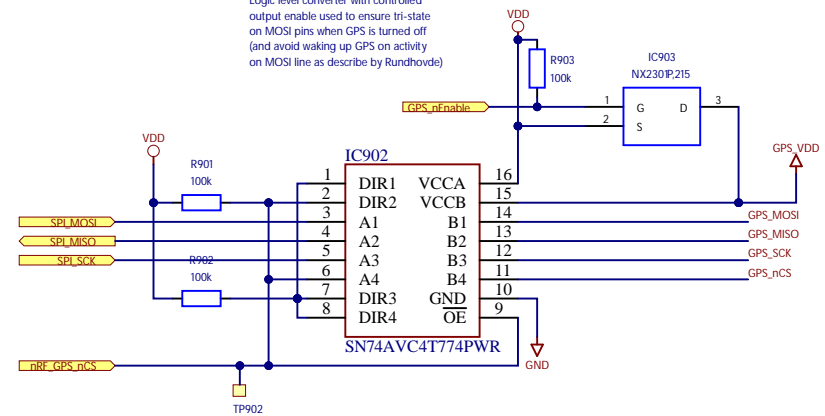 Logic level converter with controlled
output enable used to ensure tri-state
on MOSI pins when GPS is turned off
(and avoid waking up GPS on activity
on MOSI line as describe by Rundhovde)
VDD
R903
100k
IC903
NX2301P,215
GPS_nEnable
1
G
D
3
2
S
VDD
R901
100k
IC902
GPS_VDD
1
DIR1
VCCA
16
2
DIR2
VCCB
15
SPI_MOSI
3
A1
B1
14
GPS_MOSI
SPI_MISO
4
A2
B2
13
GPS_MISO
SPI_SCK
5
A3
B3
12
GPS_SCK
R902
100k
6
A4
B4
11
GPS_nCS
7
DIR3
GND
10
8
DIR4
OE
9
SN74AVC4T774PWR
GND
nRF_GPS_nCS
TP902